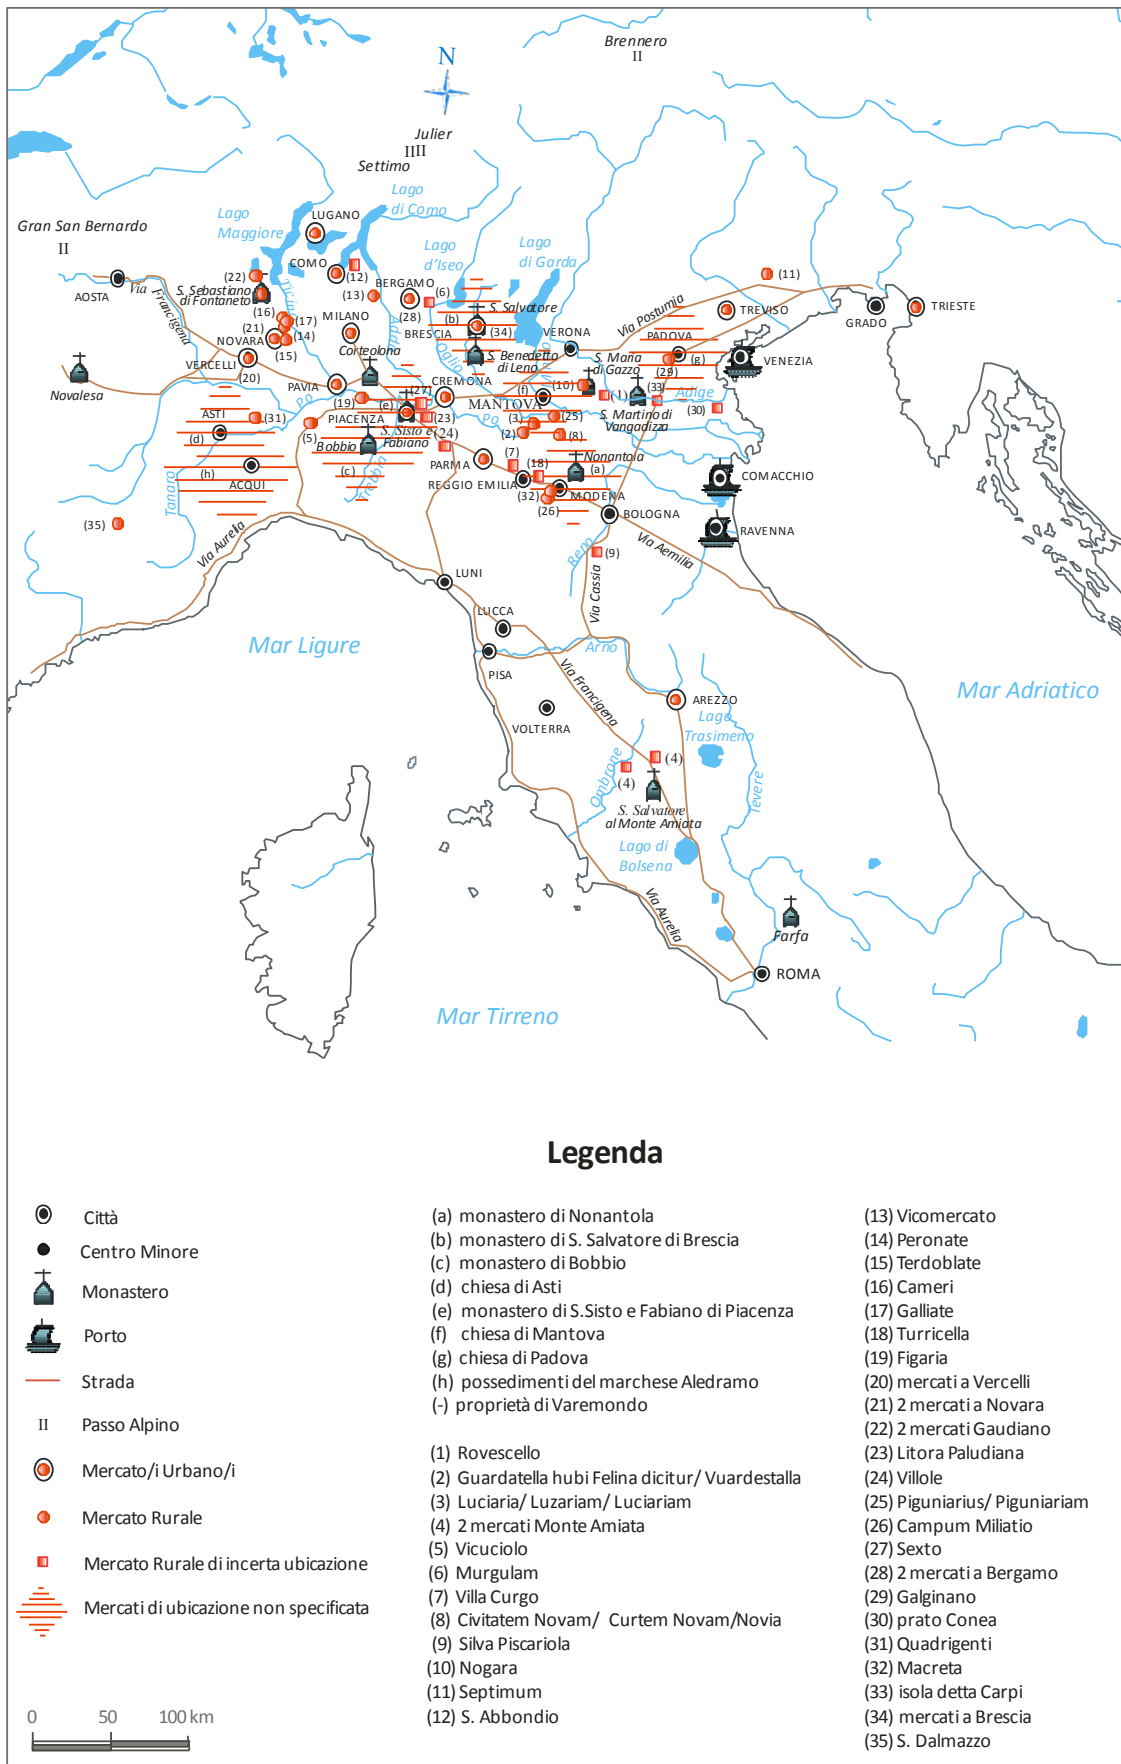 Brennero
II
N
Julier
IIII
Settimo
Lago
di Como
LUGANO
Lago
Maggiore
Gran San Bernardo
II
Lago
d'Iseo
Lago
di Garda
COMO
(12)
(11)
(22)
S. Sebastiano
di Fontaneto
Ticino
(13)
BERGAMO
(6)
AOSTA
Via
Francigena
(16)
(28)
S. Salvatore
(b)
Via Postumia
TREVISO
GRADO
TRIESTE
(17)
(21)
(14)
MILANO
Adda
BRESCIA
(34)
VERONA
PADOVA
NOVARA
(15)
Corteolona
Oglio
S. Benedetto
di Leno
Mincio
S. Maria
di Gazzo
(g)
VENEZIA
VERCELLI
(20)
(29)
Novalesa
PAVIA
CREMONA
(27)
(f)
(10)
(33)
Adige
Po
(19)
(e)
MANTOVA
(1)
(30)
ASTI
(31)
PIACENZA
(23)
Po
(3)
(25)
S. Martino di
Vangadizza
(d)
(5)
Bobbio
S. Sisto e
Fabiano
(24)
(2)
(8)
(7)
Nonantola
(h)
(c)
PARMA
(18)
(a)
ACQUI
Trebbia
REGGIO EMILIA
COMACCHIO
Tanaro
(32)
MODENA
(26)
BOLOGNA
(35)
Via Aurelia
RAVENNA
Reno
Via Aemilia
(9)
LUNI
Via Cassia
LUCCA
Mar Ligure
Arno
PISA
Via Francigena
Mar Adriatico
AREZZO
VOLTERRA
Lago
Trasimeno
Ombrone
(4)
(4)
Tevere
S. Salvatore
al Monte Amiata
Lago di
Bolsena
Via Aurelia
Farfa
ROMA
Mar Tirreno
Legenda
Città
Centro Minore
Monastero
Porto
Strada
II Passo Alpino
Mercato/i Urbano/i
Mercato Rurale
Mercato Rurale di incerta ubicazione
Mercati di ubicazione non specificata
0 50 100 km
(a) monastero di Nonantola
(b) monastero di S. Salvatore di Brescia
(c) monastero di Bobbio
(d) chiesa di Asti
(e) monastero di S.Sisto e Fabiano di Piacenza
(f) chiesa di Mantova
(g) chiesa di Padova
(h) possedimenti del marchese Aledramo
(-) proprietà di Varemondo
(1) Rovescello
(2) Guardatella hubi Felina dicitur/ Vuardestalla
(3) Luciaria/ Luzariam/ Luciariam
(4) 2 mercati Monte Amiata
(5) Vicuciolo
(6) Murgulam
(7) Villa Curgo
(8) Civitatem Novam/ Curtem Novam/Novia
(9) Silva Piscariola
(10) Nogara
(11) Septimum
(12) S. Abbondio
(13) Vicomercato
(14) Peronate
(15) Terdoblate
(16) Cameri
(17) Galliate
(18) Turricella
(19) Figaria
(20) mercati a Vercelli
(21) 2 mercati a Novara
(22) 2 mercati Gaudiano
(23) Litora Paludiana
(24) Villole
(25) Piguniarius/ Piguniariam
(26) Campum Miliatio
(27) Sexto
(28) 2 mercati a Bergamo
(29) Galginano
(30) prato Conea
(31) Quadrigenti
(32) Macreta
(33) isola detta Carpi
(34) mercati a Brescia
(35) S. Dalmazzo